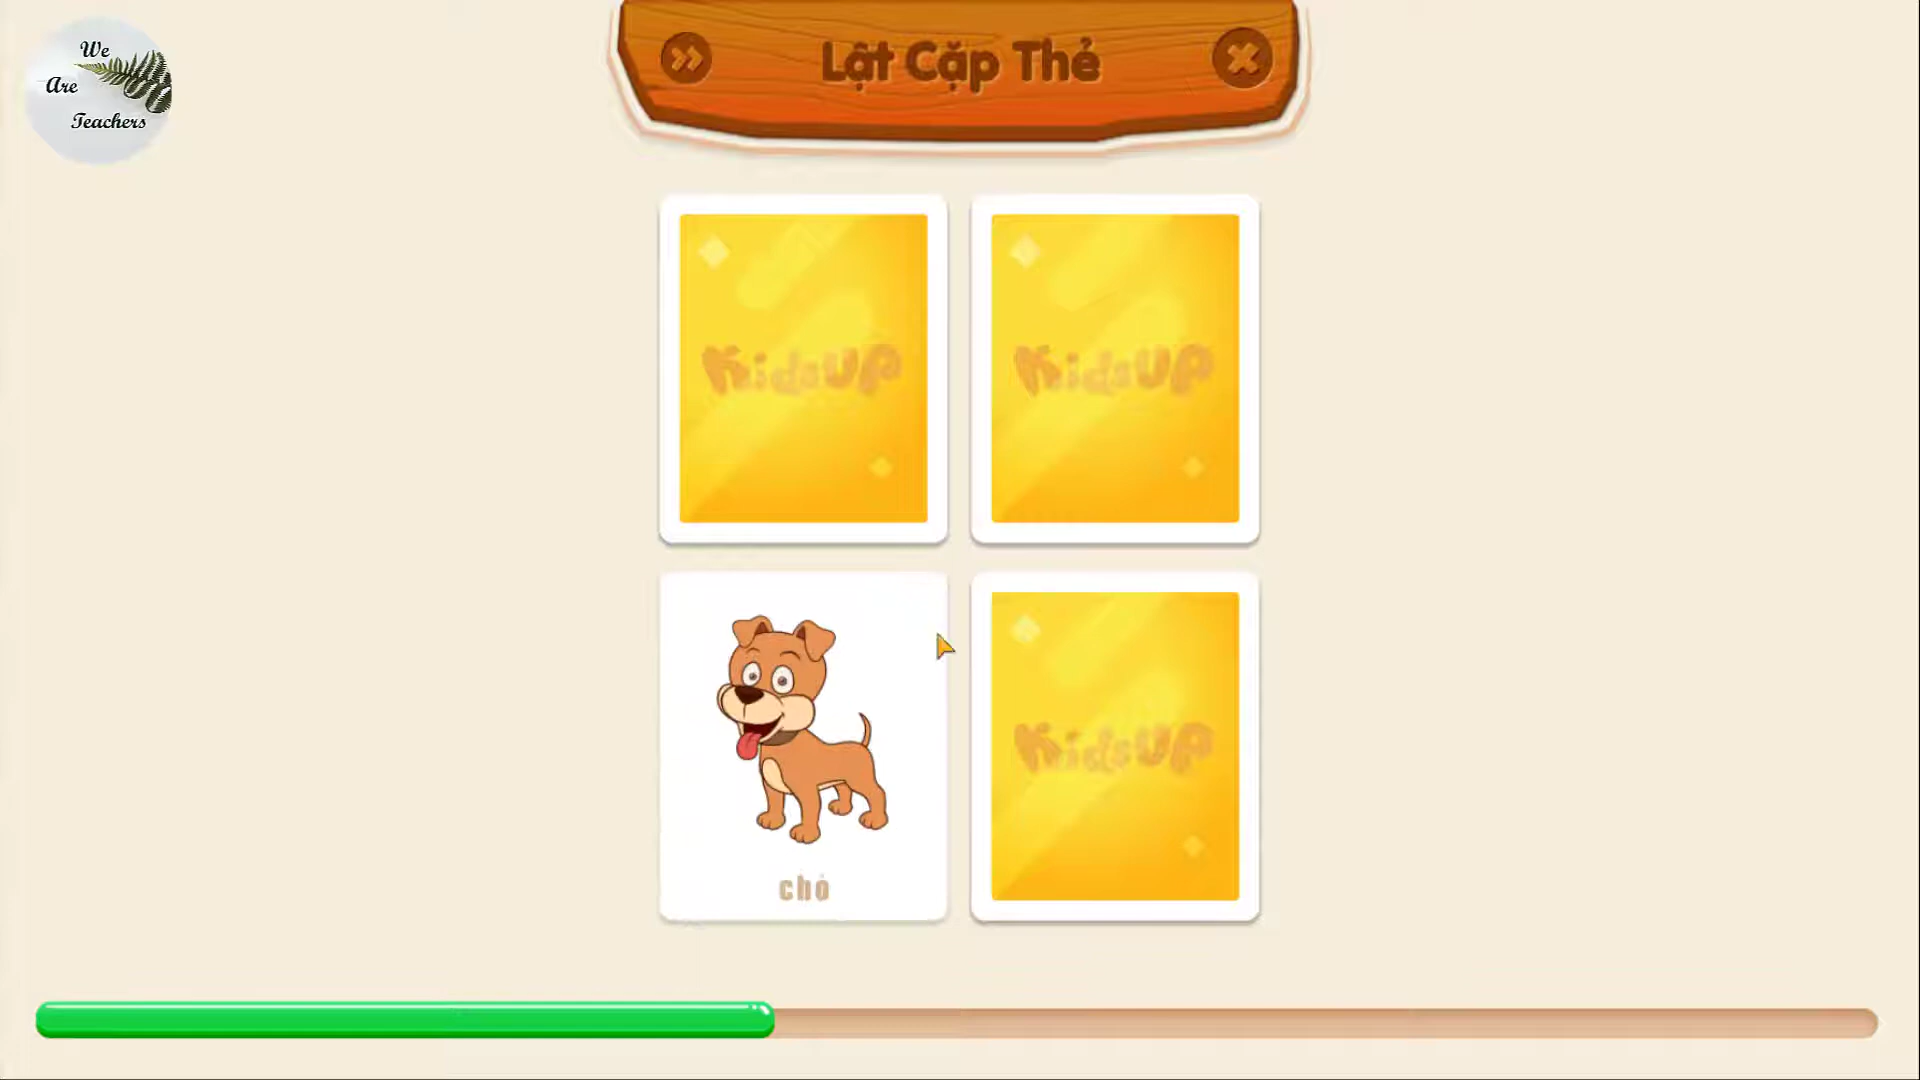 We
Are
Teachers
Lật Cặp Thẻ
KidsUP
KidsUP
chó
KidsUP